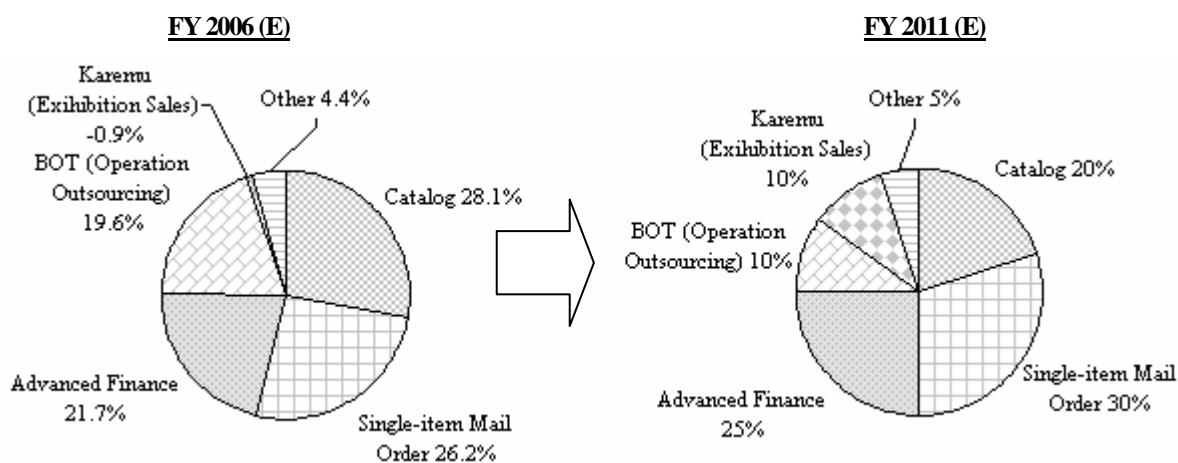 FY 2006 (E)
FY 2011 (E)
Karemu
(Exihibition Sales)
-0.9%
Other 4.4%
BOT (Operation
Outsourcing)
19.6%
Catalog 28.1%
Advanced Finance
21.7%
Single-item Mail
Order 26.2%
Karemu
(Exihibition Sales)
10%
Other 5%
Catalog 20%
BOT (Operation
Outsourcing) 10%
Advanced Finance
25%
Single-item Mail
Order 30%